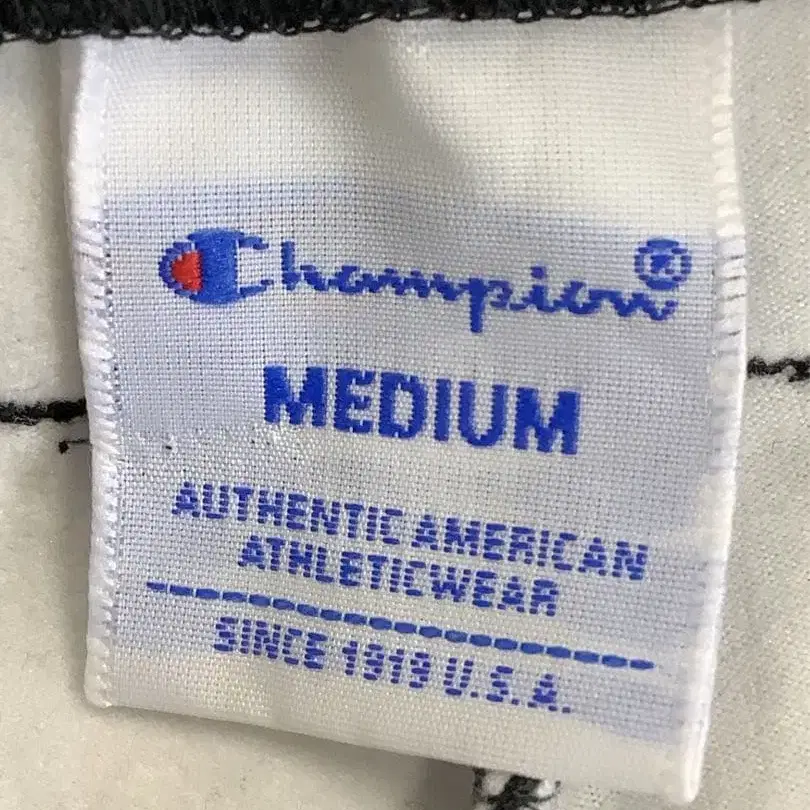 Champion®
MEDIUM
AUTHENTIC AMERICAN
ATHLETICWEAR
SINCE 1919 U.S.A.